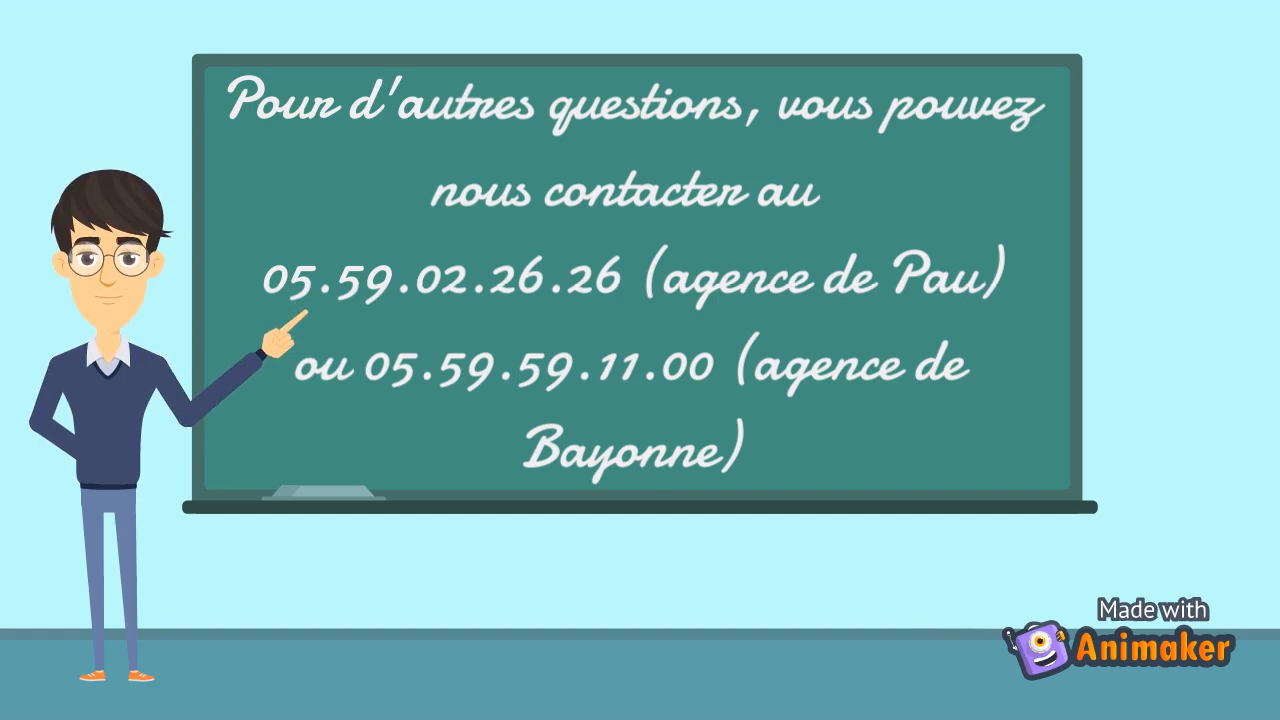 Pour d'autres questions, vous pouvez
nous contacter au
05.59.02.26.26 (agence de Pau)
ou 05.59.59.11.00 (agence de
Bayonne)
Made with
Animaker